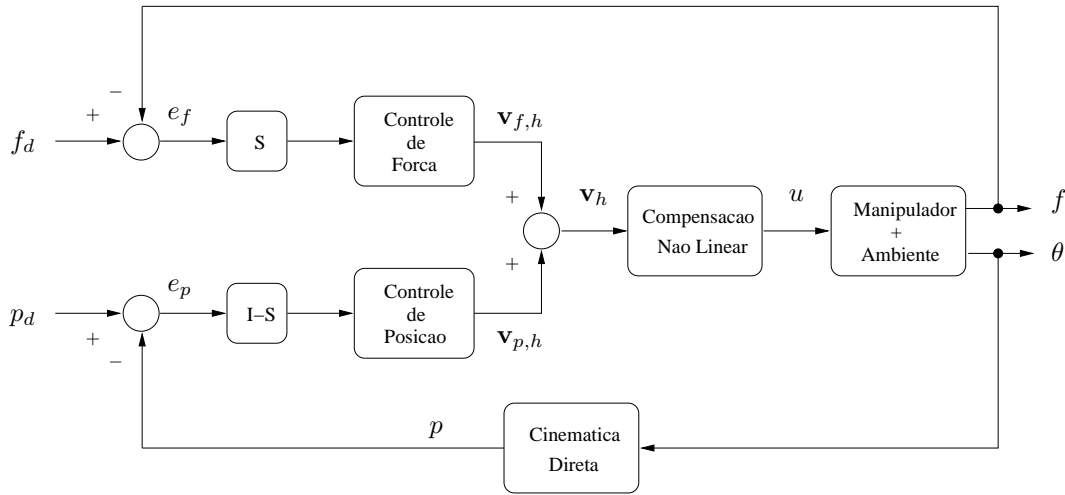 −
+
e_f
v_{f,h}
f_d
S
Controle
de
Forca
+
v_h
u
Compensacao
Nao Linear
Manipulador
+
Ambiente
f
θ
+
e_p
p_d
I–S
Controle
de
Posicao
v_{p,h}
+
−
p
Cinematica
Direta